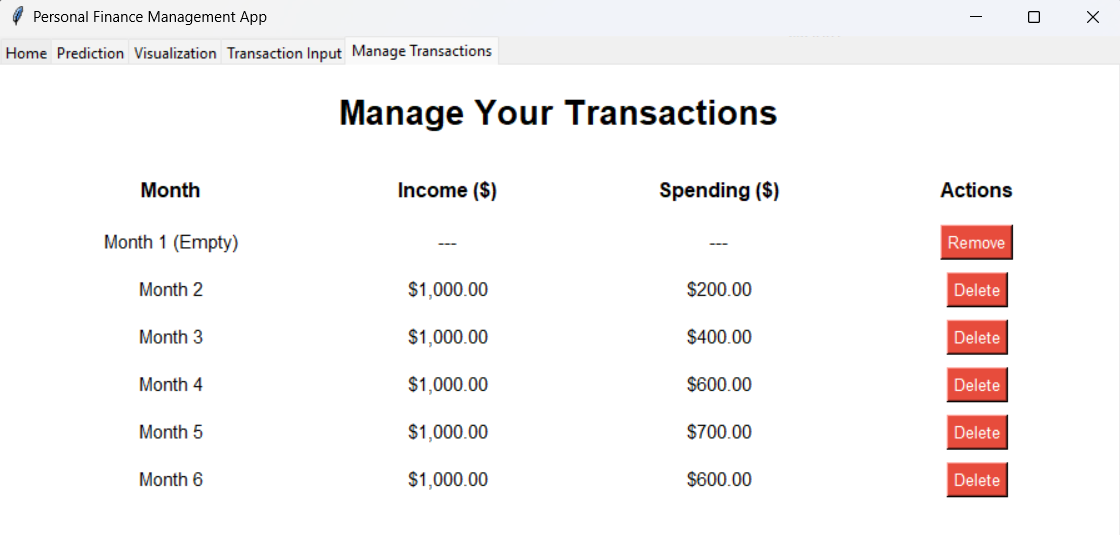 Personal Finance Management App
Home Prediction Visualization Transaction Input Manage Transactions
Manage Your Transactions
Month Income ($) Spending ($) Actions
Month 1 (Empty) --- --- Remove
Month 2 $1,000.00 $200.00 Delete
Month 3 $1,000.00 $400.00 Delete
Month 4 $1,000.00 $600.00 Delete
Month 5 $1,000.00 $700.00 Delete
Month 6 $1,000.00 $600.00 Delete